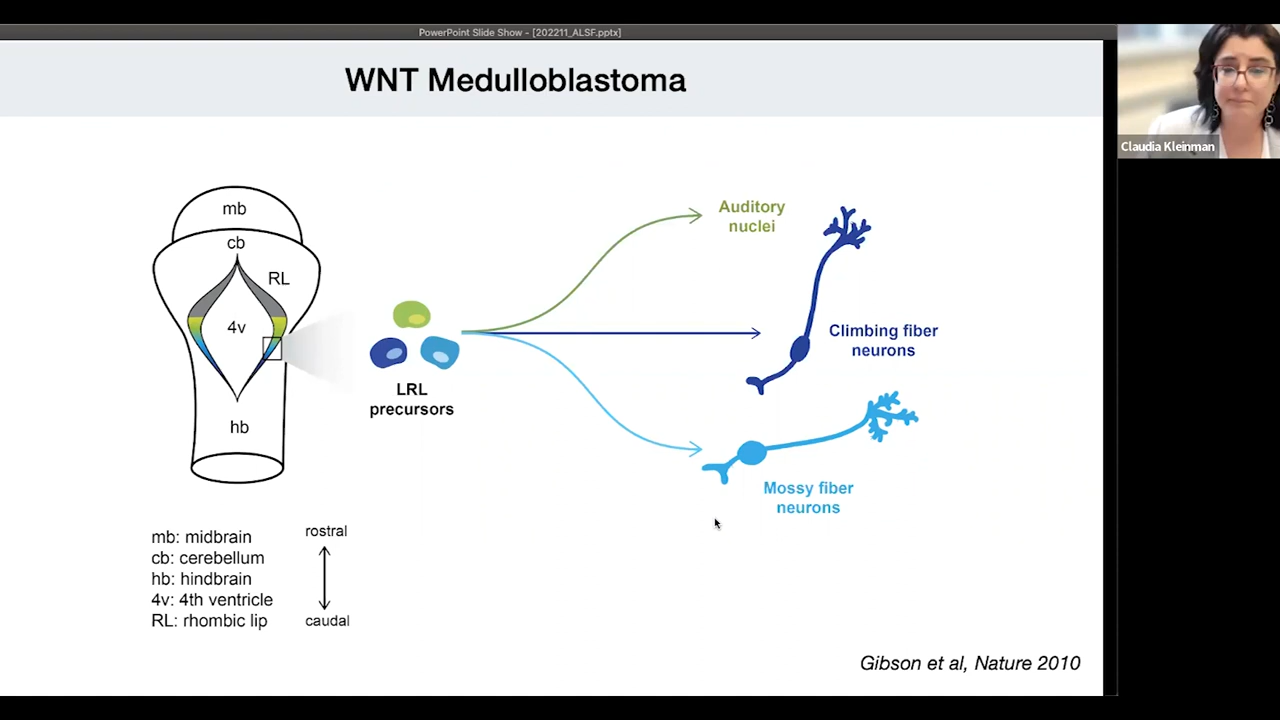 PowerPoint Slide Show - [202211_ALSF.pptx]
WNT Medulloblastoma
Claudia Kleinman
mb
cb
RL
4v
hb
LRL
precursors
Auditory
nuclei
Climbing fiber
neurons
Mossy fiber
neurons
mb: midbrain
cb: cerebellum
hb: hindbrain
4v: 4th ventricle
RL: rhombic lip
rostral
caudal
Gibson et al, Nature 2010